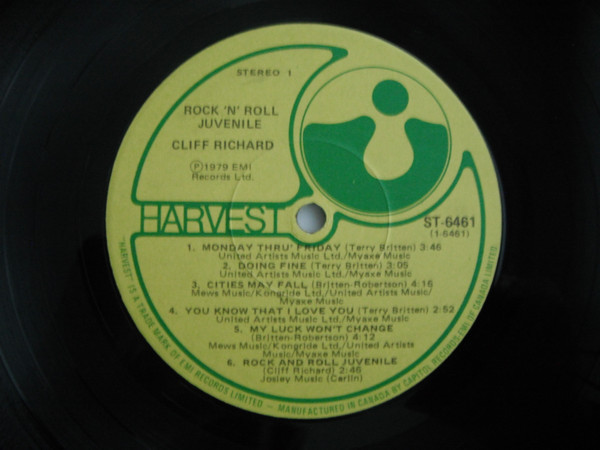 STEREO 1
ROCK 'N' ROLL
JUVENILE
CLIFF RICHARD
Ⓟ1979 EMI
Records Ltd.
HARVEST
ST-6461
(1-6461)
1. MONDAY THRU' FRIDAY (Terry Britten) 3:46
United Artists Music Ltd./Myaxe Music
2. DOING FINE (Terry Britten) 3:05
United Artists Music Ltd./Myaxe Music
3. CITIES MAY FALL (Britten-Robertson) 4:16
Mews Music/Kongride Ltd./United Artists Music/
Myaxe Music
4. YOU KNOW THAT I LOVE YOU (Terry Britten) 2:52
United Artists Music Ltd./Myaxe Music
5. MY LUCK WON'T CHANGE
(Britten-Robertson) 4:12
Mews Music/Kongride Ltd./United Artists
Music/Myaxe Music
6. ROCK AND ROLL JUVENILE
(Cliff Richard) 2:46
Josley Music (Carlin)
"HARVEST" IS A TRADE MARK OF EMI RECORDS LIMITED – MANUFACTURED IN CANADA BY CAPITOL RECORDS EMI OF CANADA LIMITED.